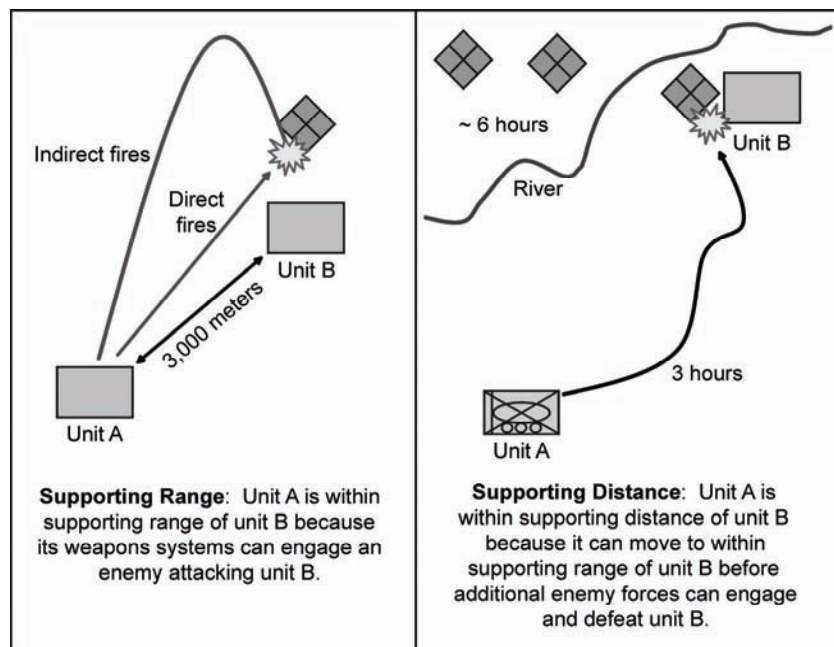 Indirect fires
Direct
fires
Unit B
3,000 meters
Unit A
Supporting Range: Unit A is within
supporting range of unit B because
its weapons systems can engage an
enemy attacking unit B.
~ 6 hours
Unit B
River
3 hours
Unit A
Supporting Distance: Unit A is
within supporting distance of unit B
because it can move to within
supporting range of unit B before
additional enemy forces can engage
and defeat unit B.